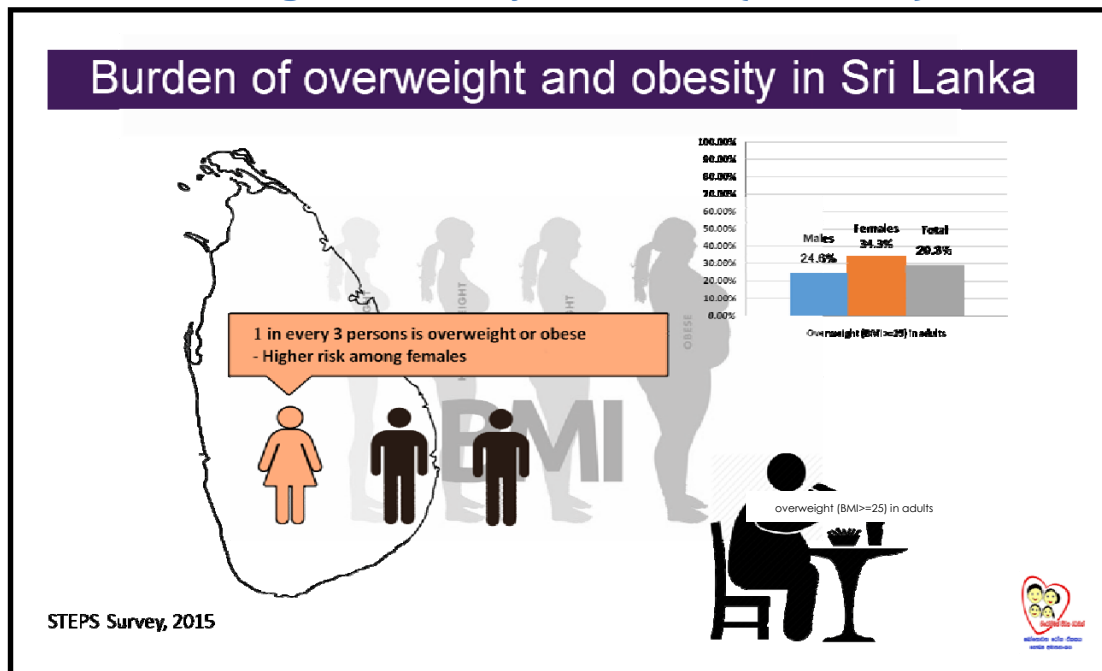 Burden of overweight and obesity in Sri Lanka
100.00%
90.00%
80.00%
70.00%
60.00%
50.00%
40.00%
30.00%
20.00%
10.00%
0.00%
Males
24.6%
Females
34.3%
Total
Overweight (BMI >=25) in adults
1 in every 3 persons is overweight or obese
- Higher risk among females
OBESE
BMI
overweight (BMI>=25) in adults
STEPS Survey, 2015